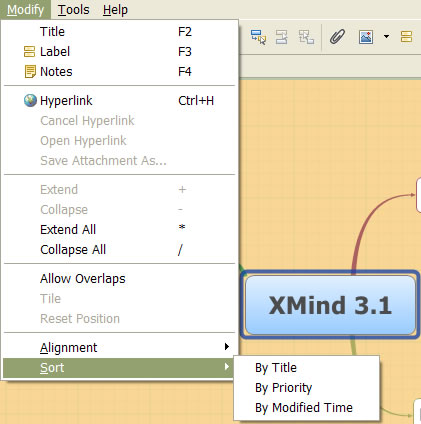 Modify Tools Help
Title F2
Label F3
Notes F4
Hyperlink Ctrl+H
Cancel Hyperlink
Open Hyperlink
Save Attachment As...
Extend +
Collapse -
Extend All *
Collapse All /
Allow Overlaps
Tile
Reset Position
Alignment
Sort
XMind 3.1
By Title
By Priority
By Modified Time